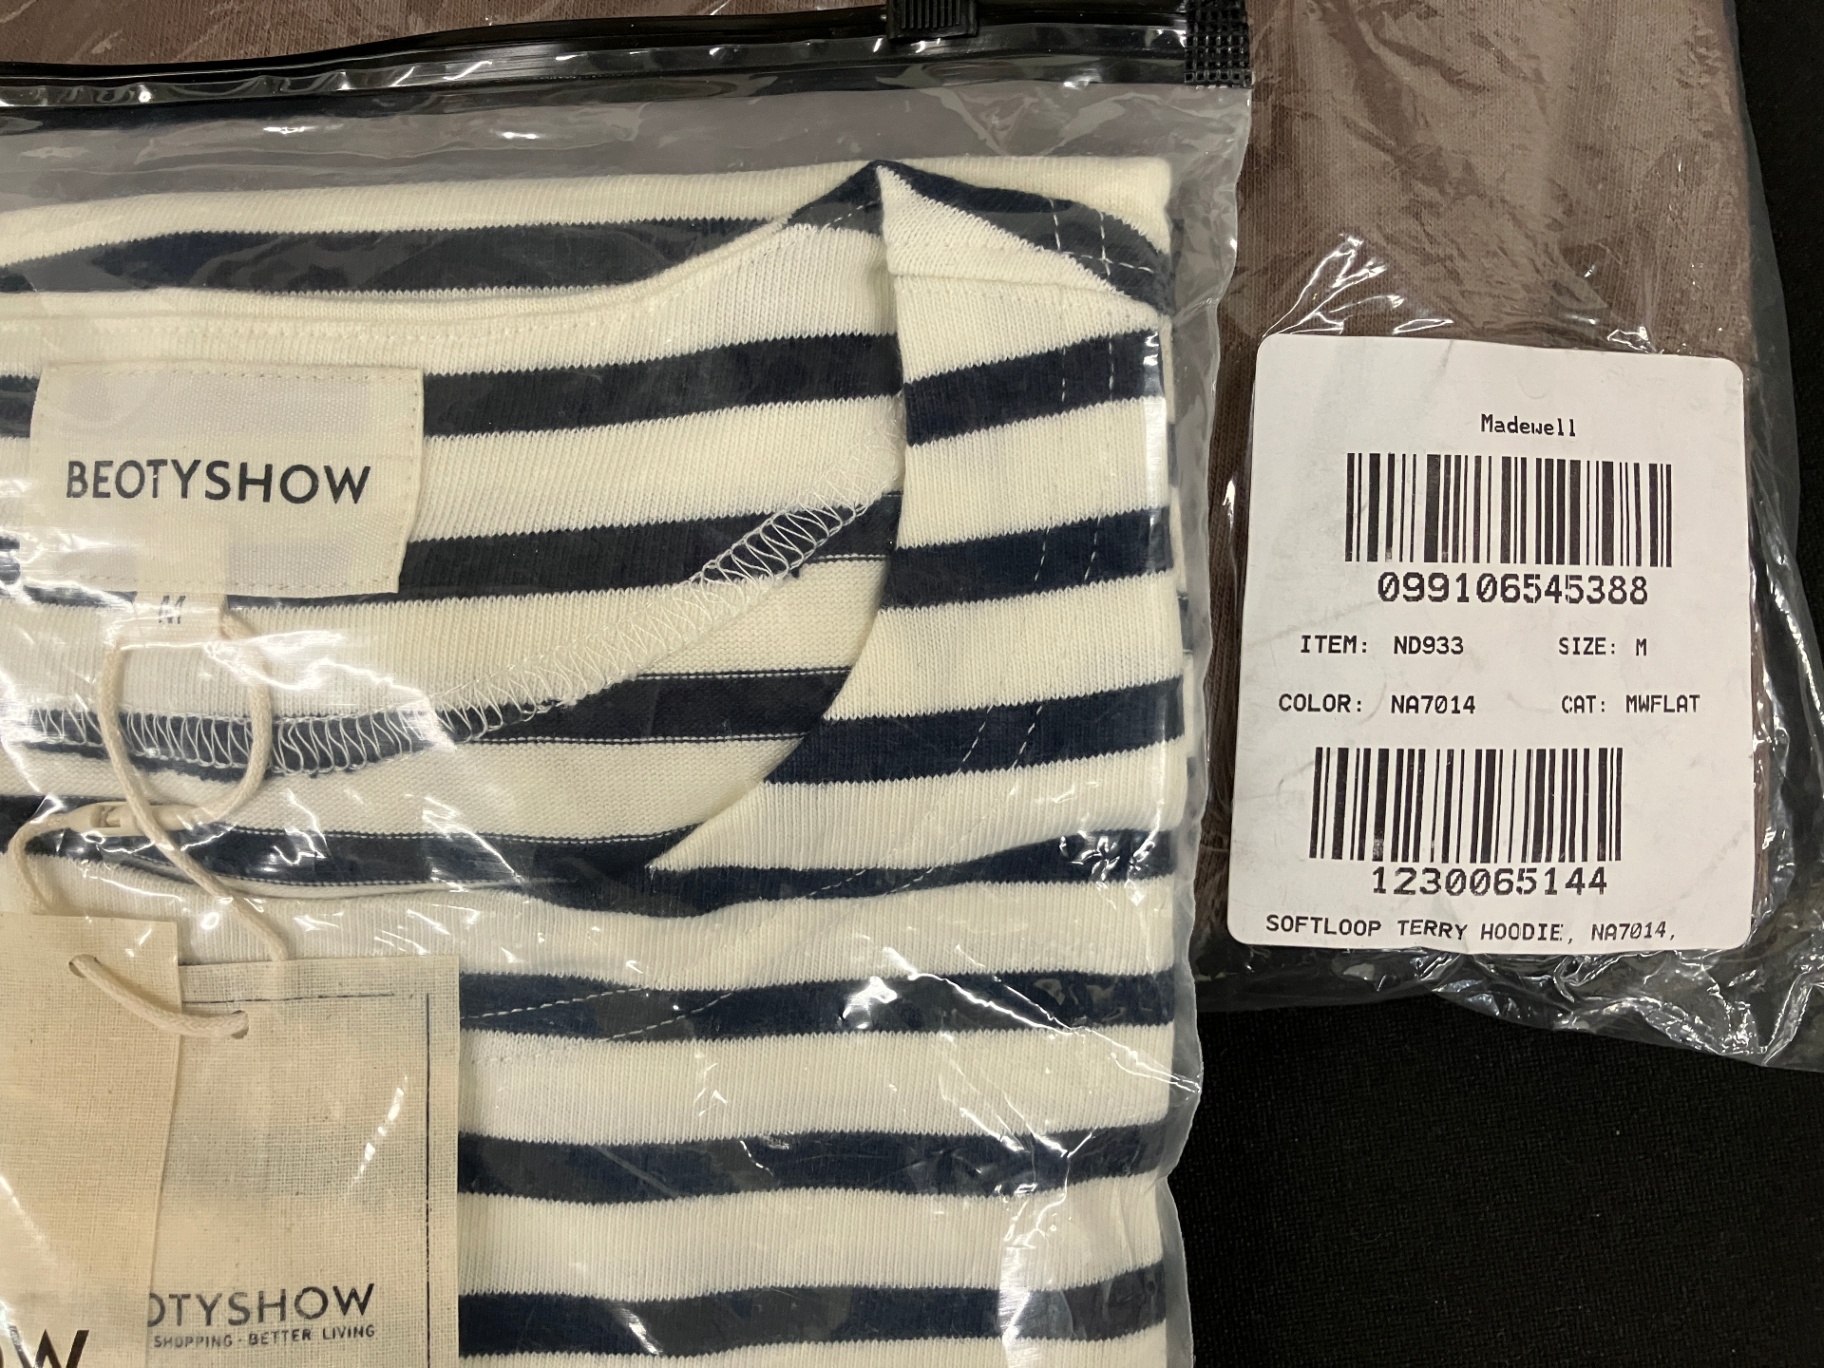 BEOTYSHOW
M
OTYSHOW
SHOPPING · BETTER LIVING
OW
Madewell
099106545388
ITEM: ND933 SIZE: M
COLOR: NA7014 CAT: MWFLAT
1230065144
SOFTLOOP TERRY HOODIE, NA7014,